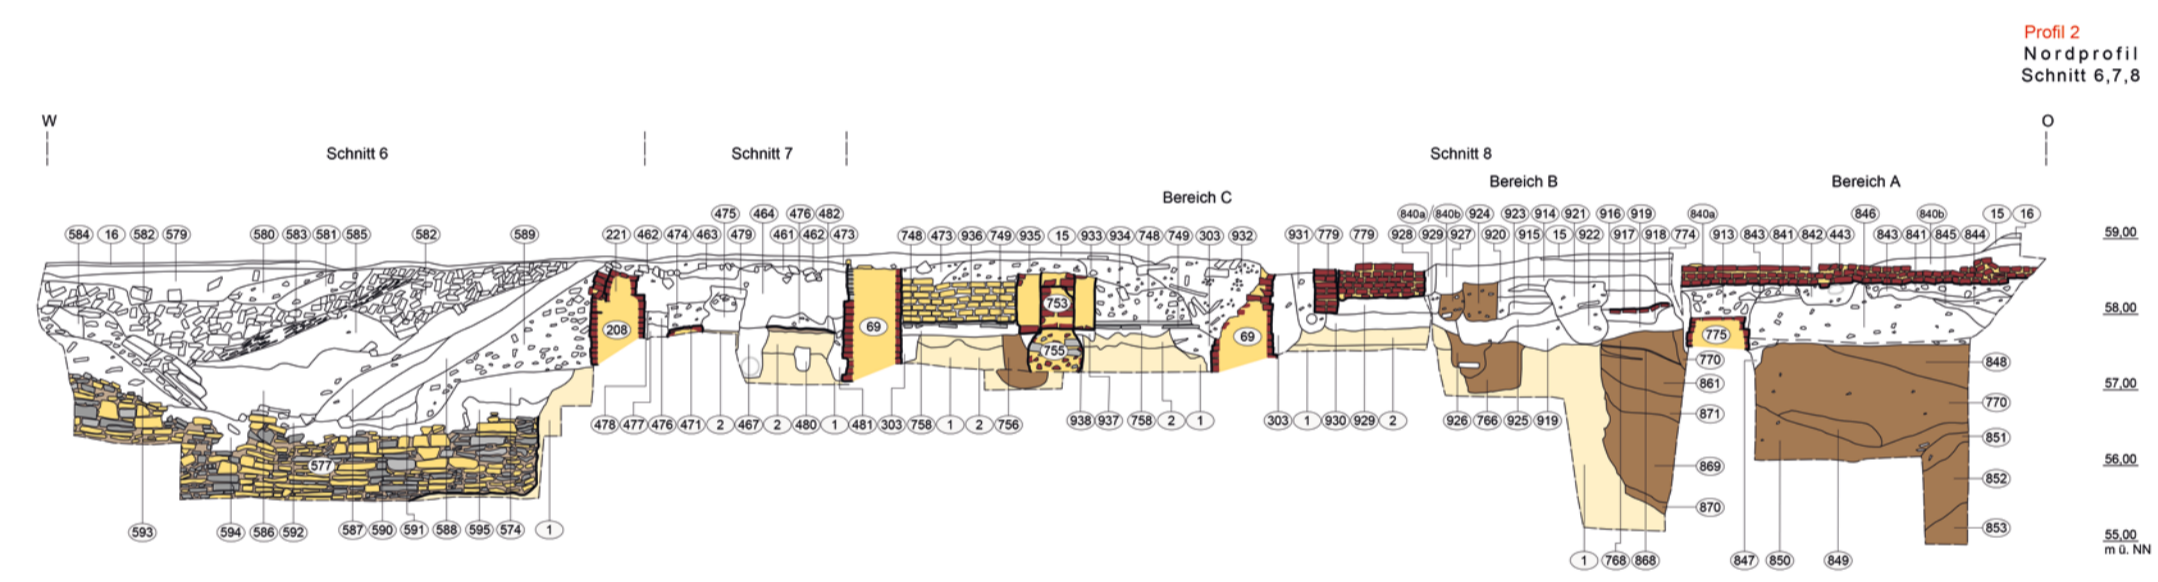 Profil 2
Nordprofil
Schnitt 6,7,8
W
O
Schnitt 6
Schnitt 7
Schnitt 8
Bereich B
Bereich A
Bereich C
475 464 476 482 840a 840b 924 923 914 921 916 919 840a 846 840b 15 16
584 16 582 579 580 583 581 585 582 589 221 462 474 463 479 461 462 473 748 473 936 749 935 15 933 934 748 749 303 932 931 779 779 928 929 927 920 915 15 922 917 918 774 913 843 841 842 443 843 841 845 844
59,00
753
58,00
208
69
69
775
755
770
848
57,00
861
770
871
478 477 476 471 2 467 2 480 1 481 303 758 1 2 756 938 937 758 2 1 303 1 930 929 2 926 766 925 919
851
577
869
56,00
852
870
593 594 586 592 587 590 591 588 595 574 1
853
55,00
m ü. NN
1 768 868 847 850 849